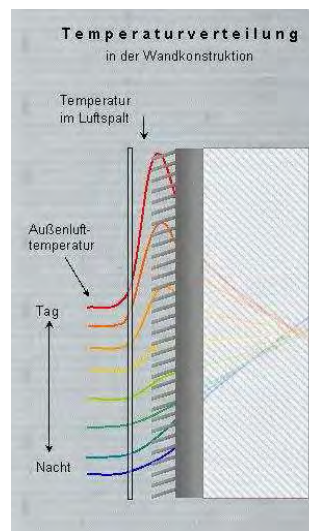 Temperaturverteilung
in der Wandkonstruktion
Temperatur
im Luftspalt
Außenluft-
temperatur
Tag
Nacht